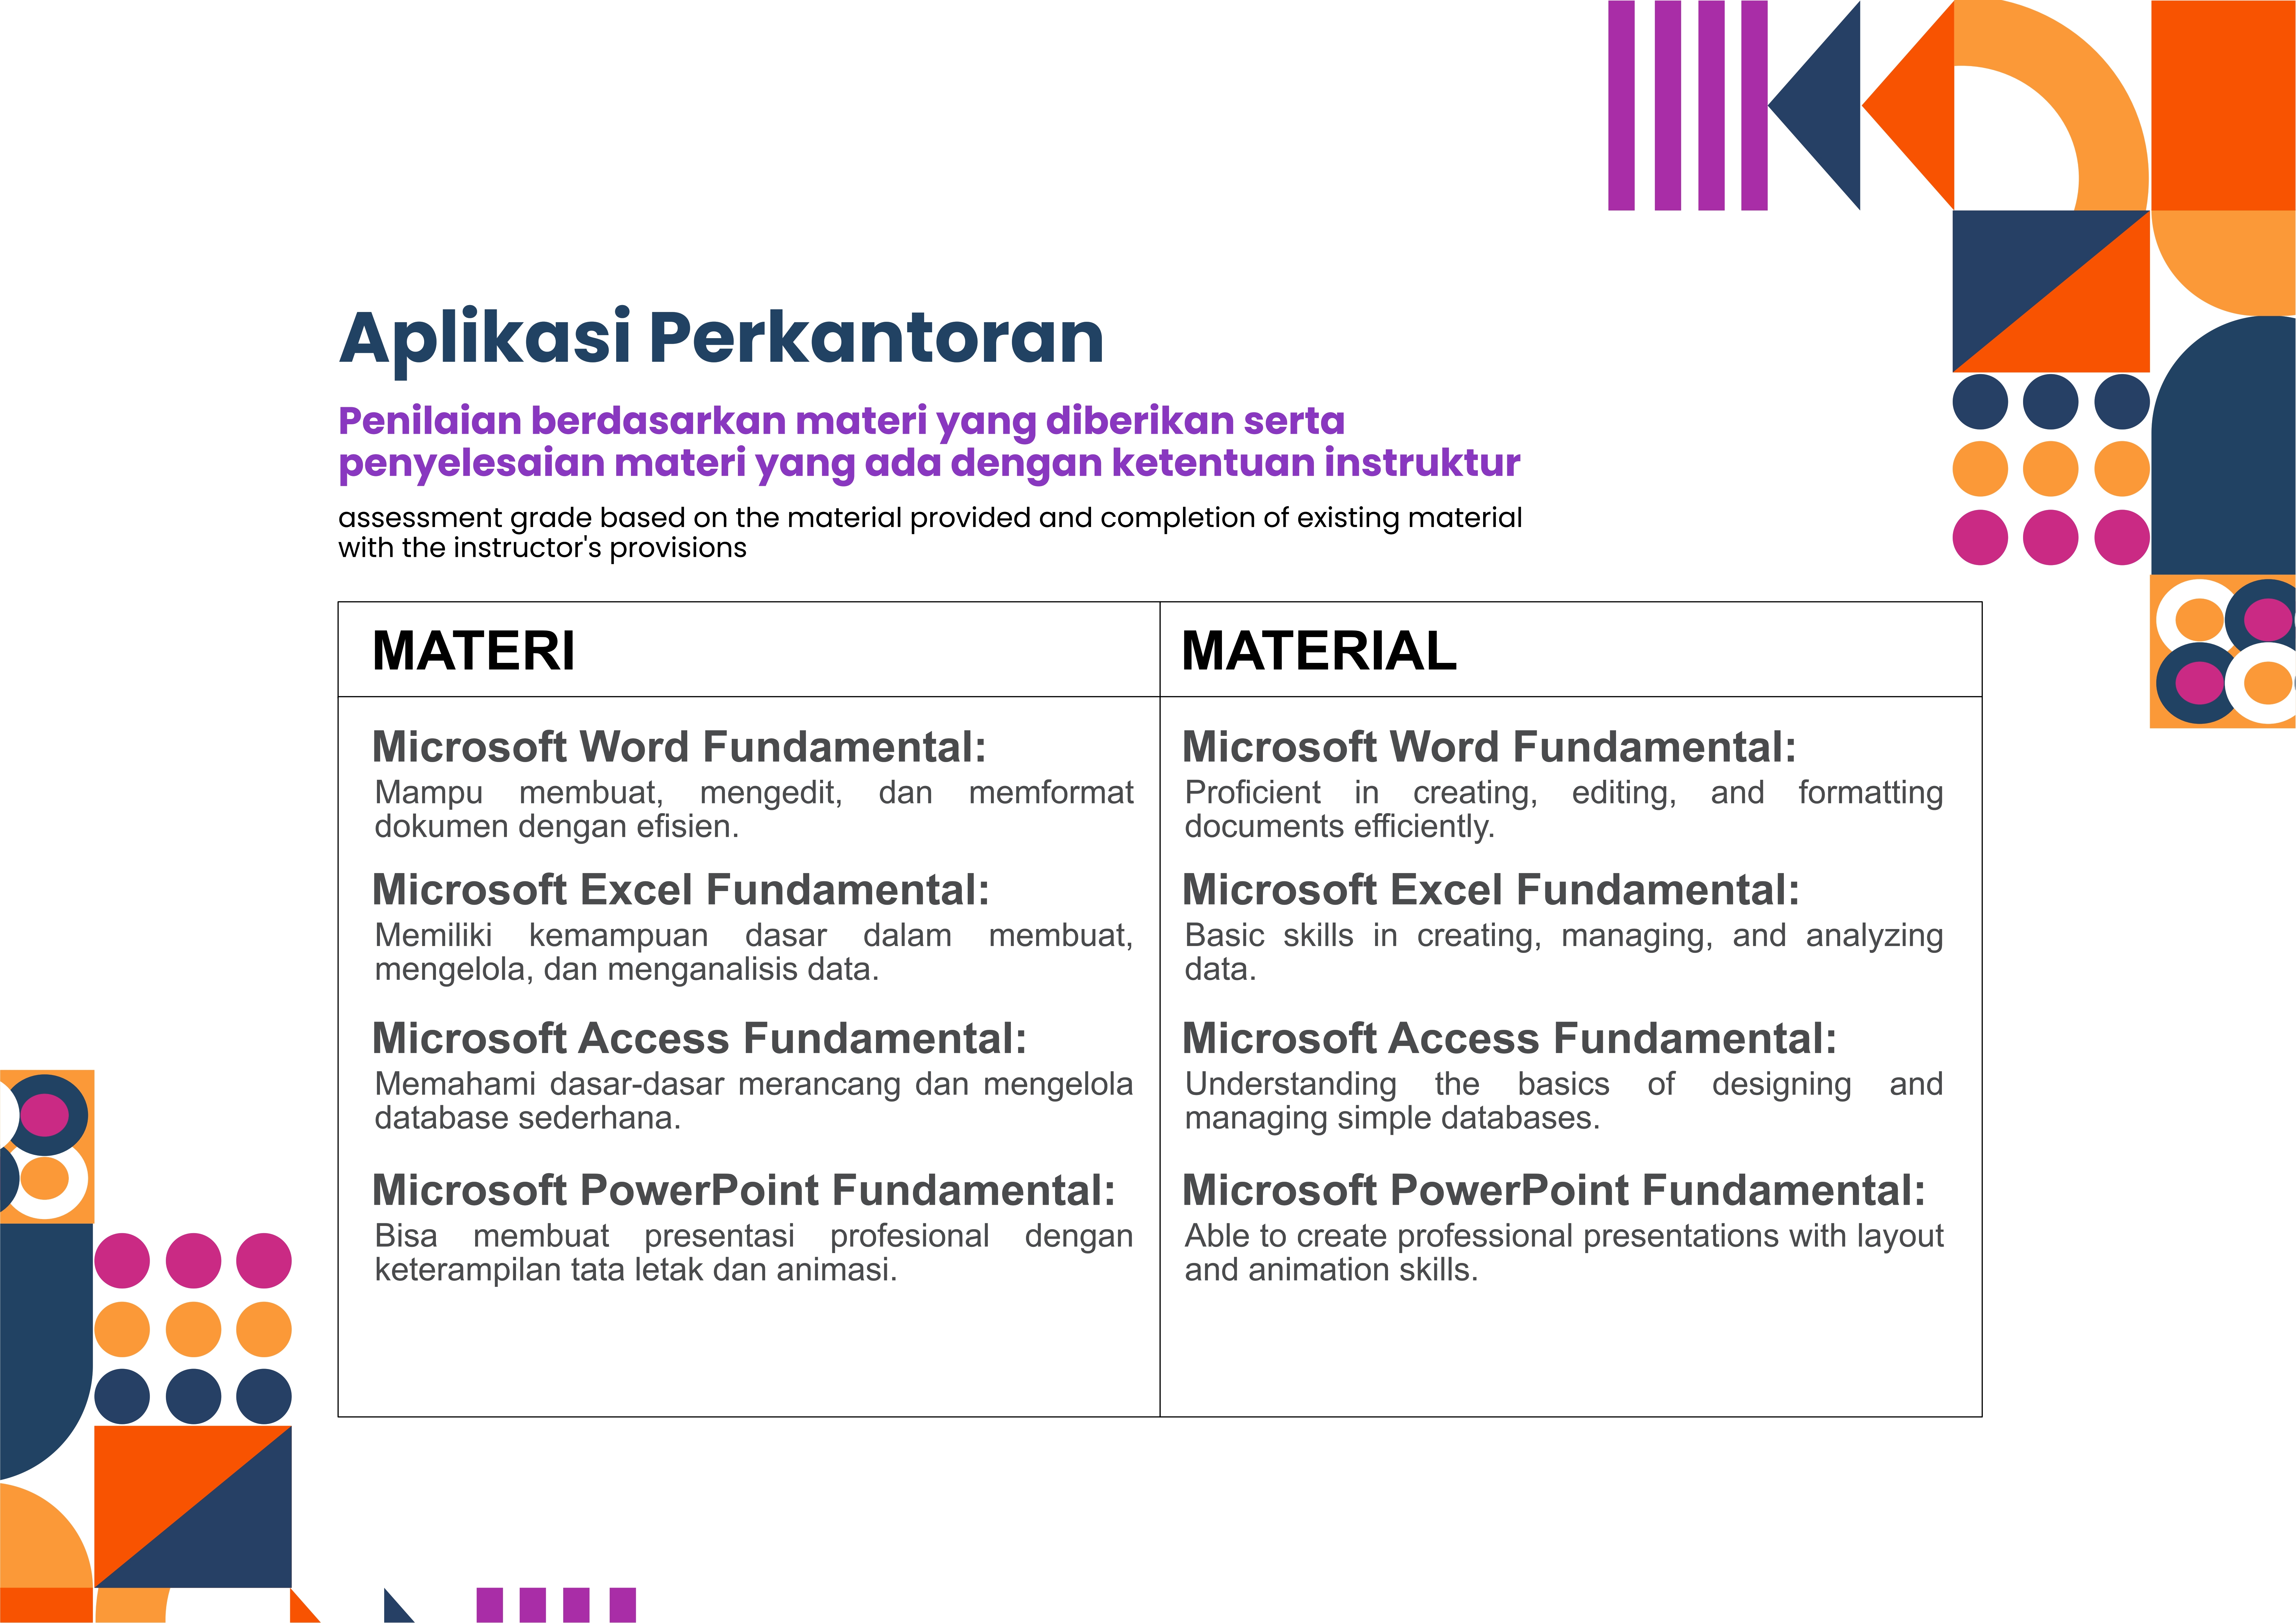 Aplikasi Perkantoran
Penilaian berdasarkan materi yang diberikan serta
penyelesaian materi yang ada dengan ketentuan instruktur
assessment grade based on the material provided and completion of existing material
with the instructor's provisions
MATERI
Microsoft Word Fundamental:
Mampu membuat, mengedit, dan memformat
dokumen dengan efisien.
Microsoft Excel Fundamental:
Memiliki kemampuan dasar dalam membuat,
mengelola, dan menganalisis data.
Microsoft Access Fundamental:
Memahami dasar-dasar merancang dan mengelola
database sederhana.
Microsoft PowerPoint Fundamental:
Bisa membuat presentasi profesional dengan
keterampilan tata letak dan animasi.
MATERIAL
Microsoft Word Fundamental:
Proficient in creating, editing, and formatting
documents efficiently.
Microsoft Excel Fundamental:
Basic skills in creating, managing, and analyzing
data.
Microsoft Access Fundamental:
Understanding the basics of designing and
managing simple databases.
Microsoft PowerPoint Fundamental:
Able to create professional presentations with layout
and animation skills.